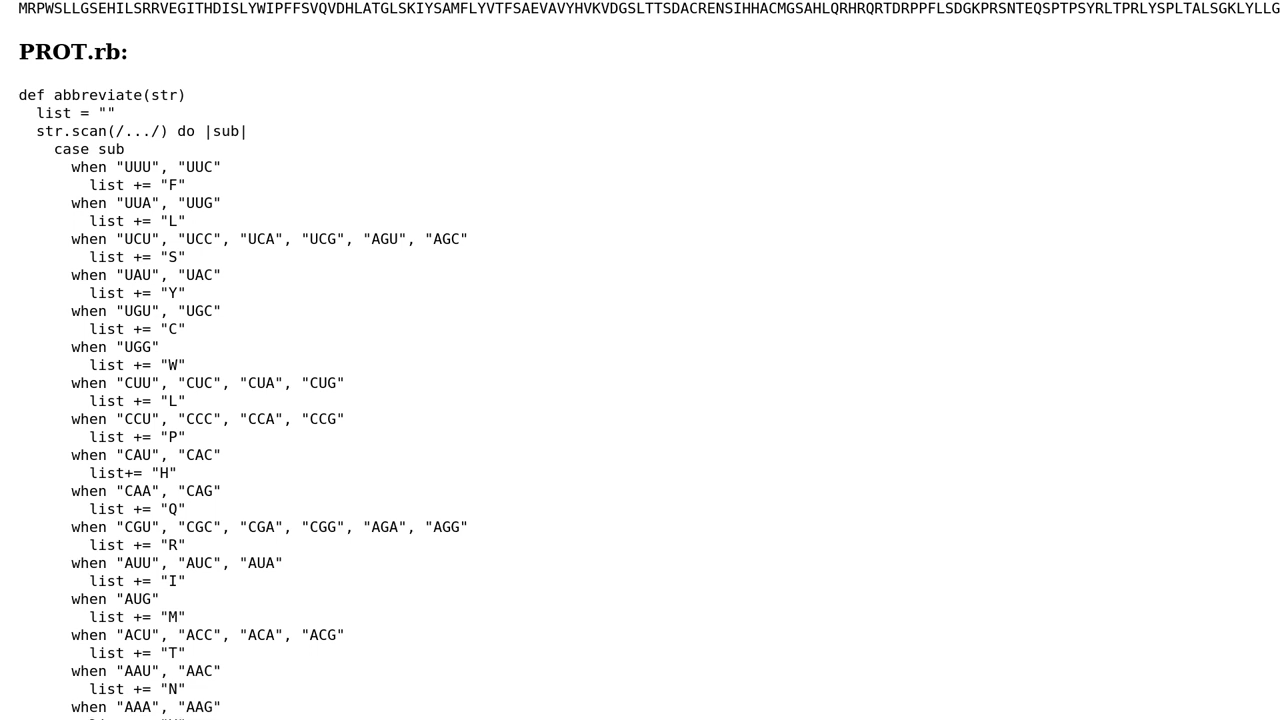 MRPWSLLGSEHILSRRVEGITHDISLYWIPFFSVQVDHLATGLSKIYSAMFLYVTFSAEVAVYHVKVDGSLTTSDACRENSIHHACMGSAHLQRHRQRTDRPPFLSDGKPRSNTEQSPTPSYRLTPRLYSPLTALSGKLYLLG
PROT.rb:
def abbreviate(str)
  list = ""
  str.scan(/.../) do |sub|
    case sub
      when "UUU", "UUC"
        list += "F"
      when "UUA", "UUG"
        list += "L"
      when "UCU", "UCC", "UCA", "UCG", "AGU", "AGC"
        list += "S"
      when "UAU", "UAC"
        list += "Y"
      when "UGU", "UGC"
        list += "C"
      when "UGG"
        list += "W"
      when "CUU", "CUC", "CUA", "CUG"
        list += "L"
      when "CCU", "CCC", "CCA", "CCG"
        list += "P"
      when "CAU", "CAC"
        list+= "H"
      when "CAA", "CAG"
        list += "Q"
      when "CGU", "CGC", "CGA", "CGG", "AGA", "AGG"
        list += "R"
      when "AUU", "AUC", "AUA"
        list += "I"
      when "AUG"
        list += "M"
      when "ACU", "ACC", "ACA", "ACG"
        list += "T"
      when "AAU", "AAC"
        list += "N"
      when "AAA", "AAG"